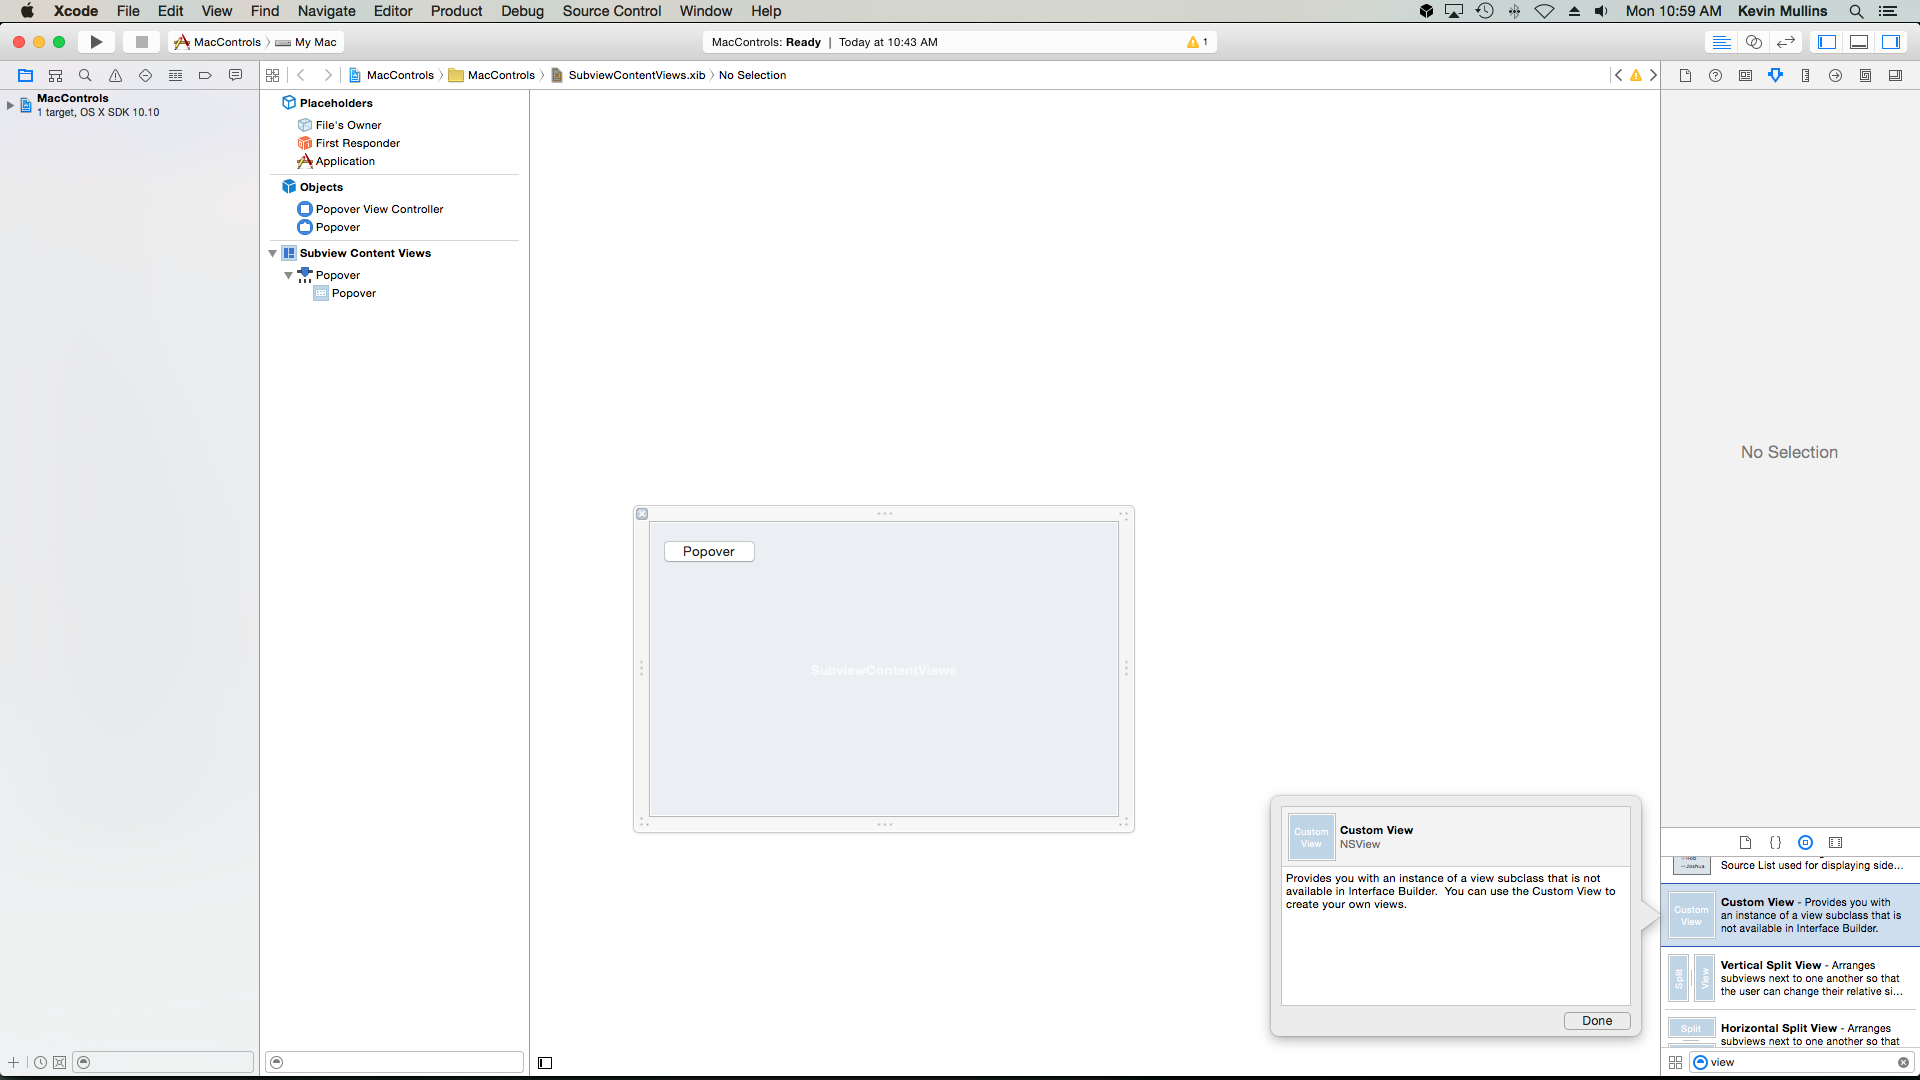 Xcode File Edit View Find Navigate Editor Product Debug Source Control Window Help Mon 10:59 AM Kevin Mullins
MacControls My Mac
MacControls: Ready | Today at 10:43 AM
1
MacControls MacControls SubviewContentViews.xib No Selection
MacControls
1 target, OS X SDK 10.10
Placeholders
File's Owner
First Responder
Application
Objects
Popover View Controller
Popover
Subview Content Views
Popover
Popover
Popover
SubviewContentViews
No Selection
Custom
View
Custom View
NSView
Provides you with an instance of a view subclass that is not
available in Interface Builder. You can use the Custom View to
create your own views.
Done
Source List used for displaying side...
Custom
View
Custom View - Provides you with
an instance of a view subclass that is
not available in Interface Builder.
Split View
Vertical Split View - Arranges
subviews next to one another so that
the user can change their relative si...
Split
Horizontal Split View - Arranges
subviews next to one another so that
view